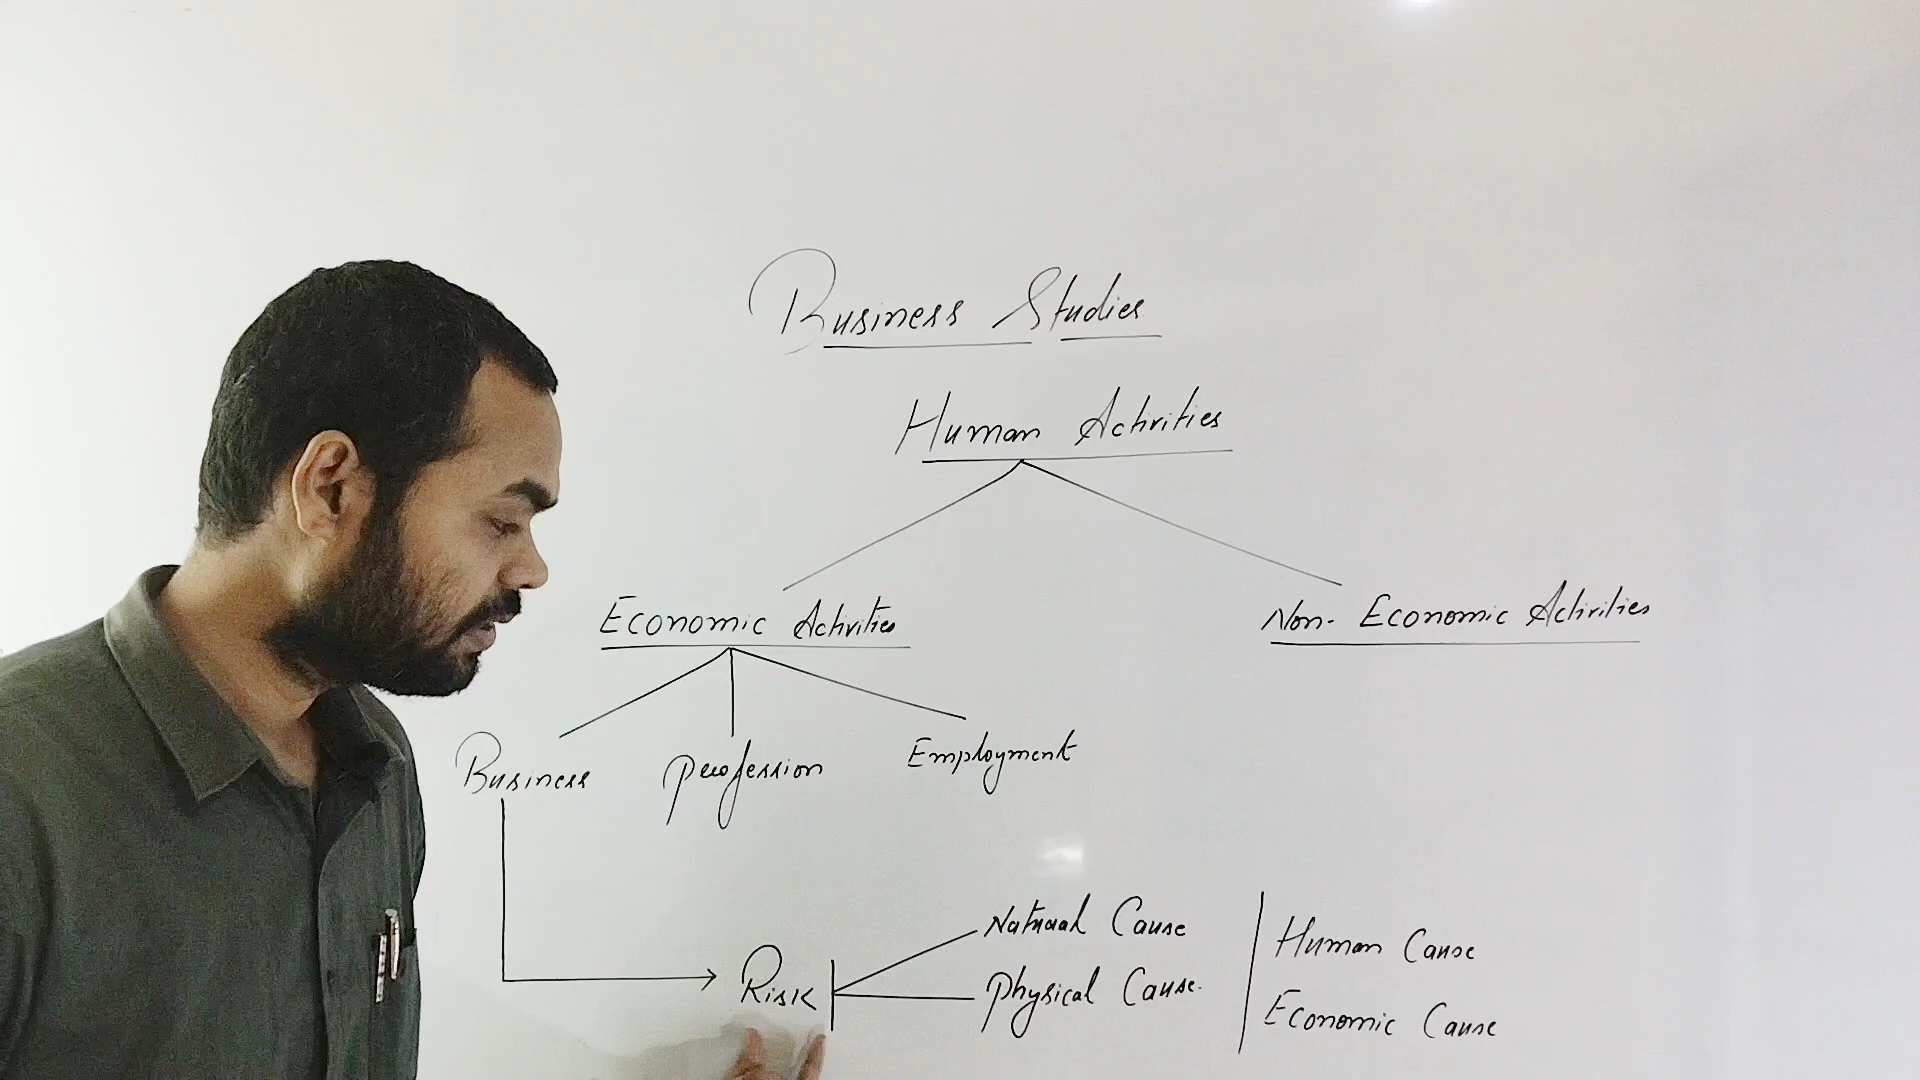 Business Studies
Human Activities
Economic Activities
Non-Economic Activities
Business
Profession
Employment
Risk
Natural Cause
Physical Cause.
Human Cause
Economic Cause